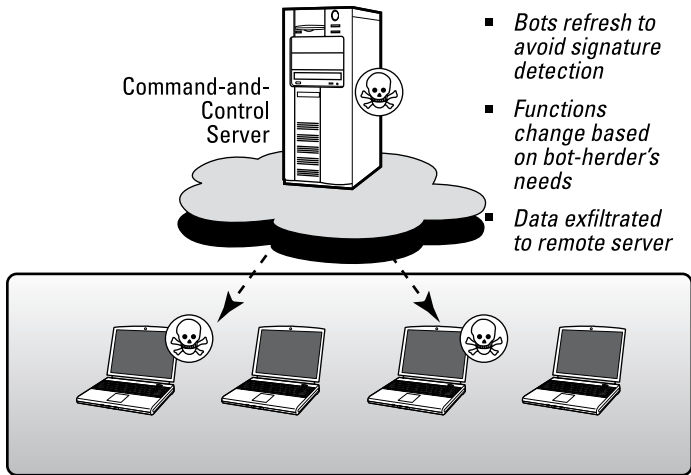 Command-and-
Control
Server
▪ Bots refresh to
avoid signature
detection
▪ Functions
change based
on bot-herder's
needs
▪ Data exfiltrated
to remote server